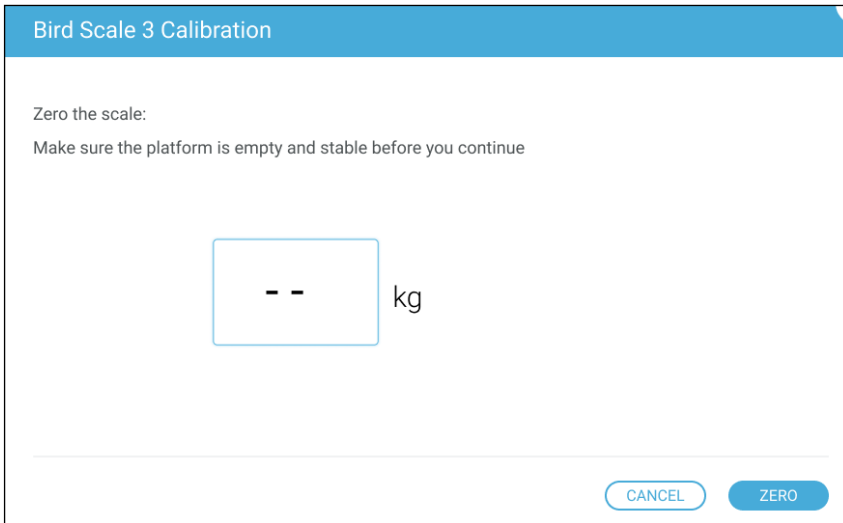 Bird Scale 3 Calibration
Zero the scale:
Make sure the platform is empty and stable before you continue
-- kg
CANCEL ZERO